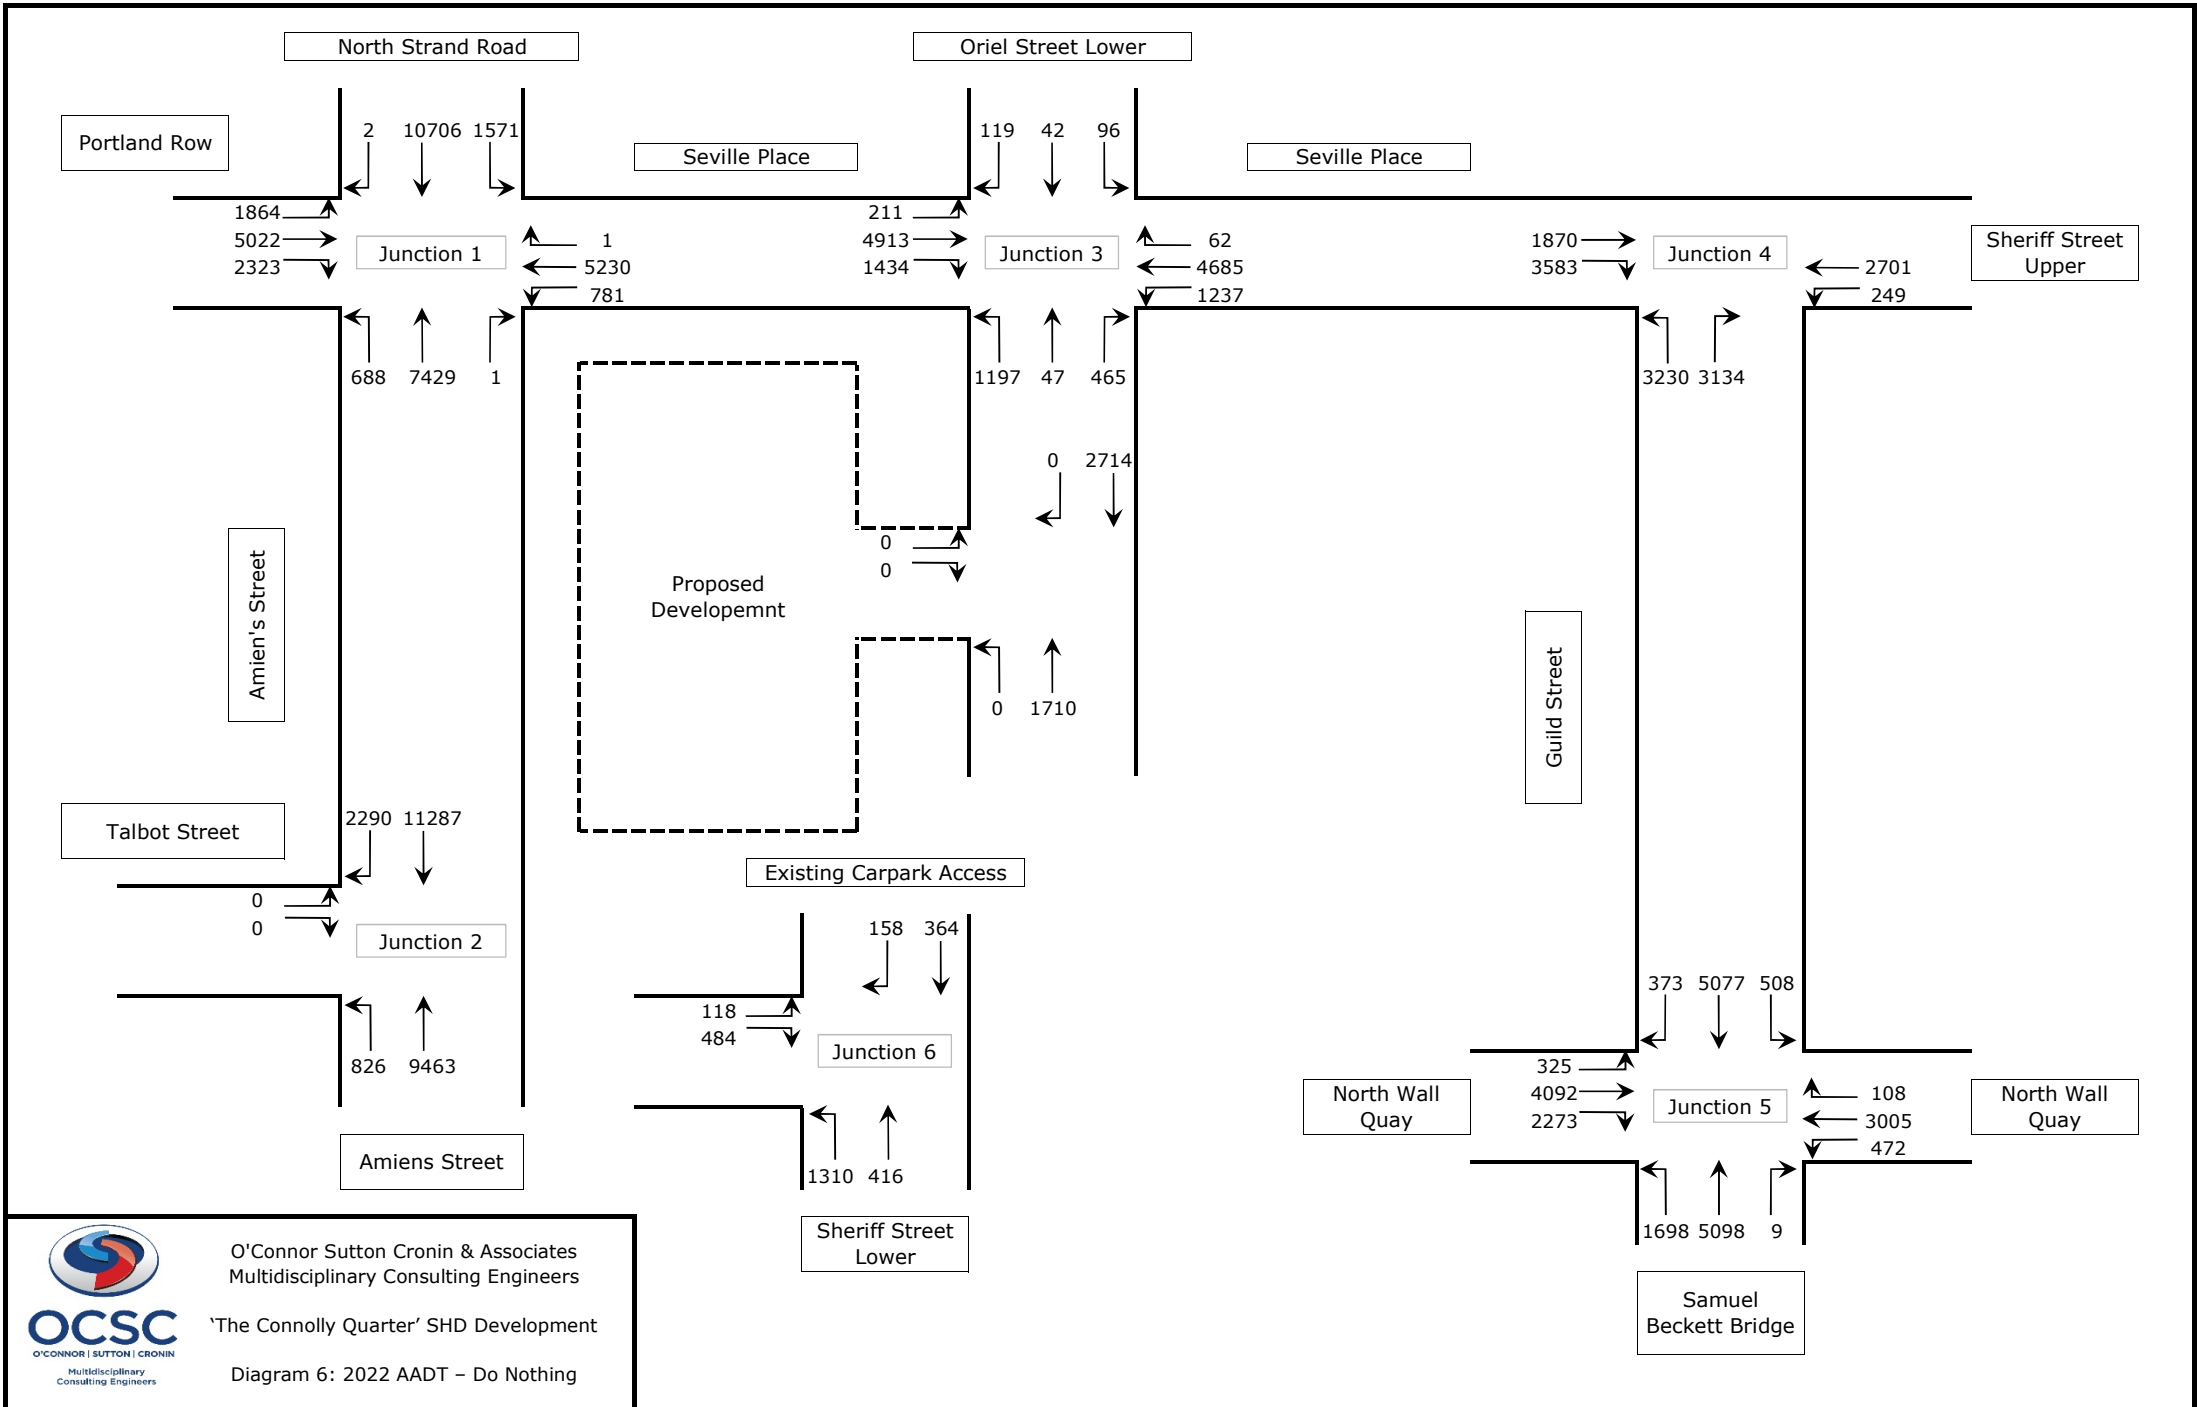 North Strand Road
Oriel Street Lower
Portland Row
2 10706 1571
Seville Place
119 42 96
Seville Place
1864
5022
2323
Junction 1
1
5230
781
211
4913
1434
Junction 3
62
4685
1237
1870
3583
Junction 4
2701
249
Sheriff Street
Upper
688 7429 1
1197 47 465
3230 3134
0 2714
0
0
Proposed
Developemnt
Amien's Street
0 1710
Guild Street
Talbot Street
2290 11287
0
0
Junction 2
826 9463
Amiens Street
Existing Carpark Access
158 364
118
484
Junction 6
1310 416
Sheriff Street
Lower
373 5077 508
North Wall
Quay
325
4092
2273
Junction 5
108
3005
472
North Wall
Quay
1698 5098 9
Samuel
Beckett Bridge
OCSC
O'CONNOR | SUTTON | CRONIN
Multidisciplinary
Consulting Engineers
O'Connor Sutton Cronin & Associates
Multidisciplinary Consulting Engineers
‘The Connolly Quarter’ SHD Development
Diagram 6: 2022 AADT – Do Nothing